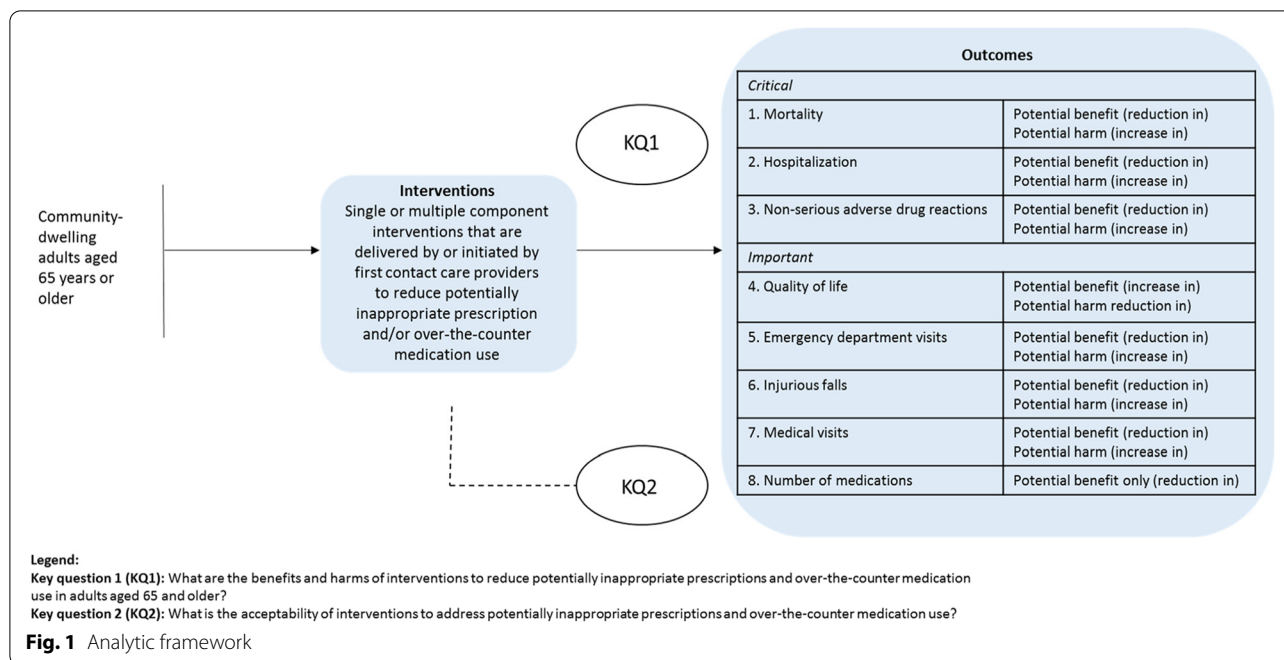 Community-
dwelling
adults aged
65 years or
older
Interventions
Single or multiple component
interventions that are
delivered by or initiated by
first contact care providers
to reduce potentially
inappropriate prescription
and/or over-the-counter
medication use
KQ1
KQ2
Outcomes
Critical
1. Mortality
Potential benefit (reduction in)
Potential harm (increase in)
2. Hospitalization
Potential benefit (reduction in)
Potential harm (increase in)
3. Non-serious adverse drug reactions
Potential benefit (reduction in)
Potential harm (increase in)
Important
4. Quality of life
Potential benefit (increase in)
Potential harm reduction in)
5. Emergency department visits
Potential benefit (reduction in)
Potential harm (increase in)
6. Injurious falls
Potential benefit (reduction in)
Potential harm (increase in)
7. Medical visits
Potential benefit (reduction in)
Potential harm (increase in)
8. Number of medications
Potential benefit only (reduction in)
Legend:
Key question 1 (KQ1): What are the benefits and harms of interventions to reduce potentially inappropriate prescriptions and over-the-counter medication
use in adults aged 65 and older?
Key question 2 (KQ2): What is the acceptability of interventions to address potentially inappropriate prescriptions and over-the-counter medication use?
Fig. 1 Analytic framework